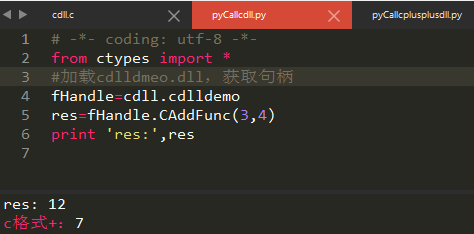 cdll.c pyCallcdll.py pyCallcplusplusdll.py
1 # -*- coding: utf-8 -*-
2 from ctypes import *
3 #加载cdlldmeo.dll，获取句柄
4 fHandle=cdll.cdlldemo
5 res=fHandle.CAddFunc(3,4)
6 print 'res:',res
7
res: 12
c格式+：7